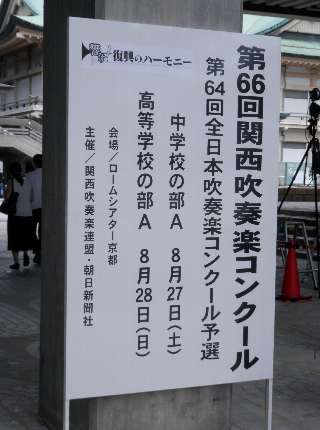 復興のハーモニー
第66回関西吹奏楽コンクール
第64回全日本吹奏楽コンクール予選
中学校の部A 8月27日(土)
高等学校の部A 8月28日(日)
会場/ロームシアター京都
主催/関西吹奏楽連盟・朝日新聞社